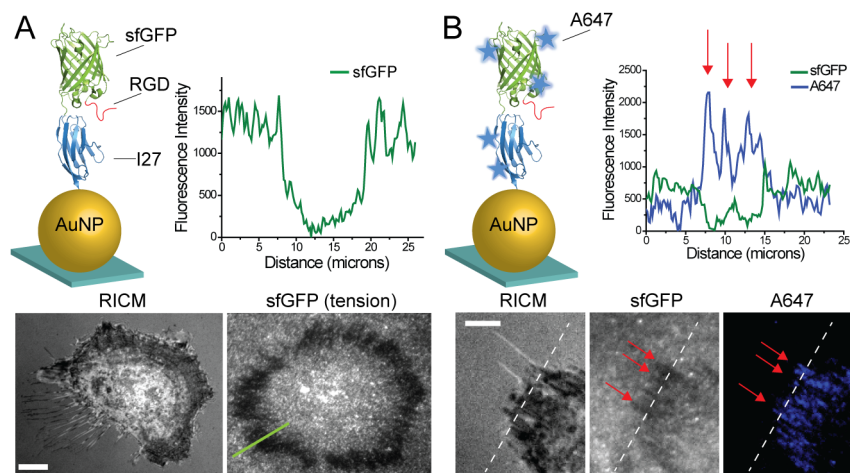 A
sfGFP
RGD
I27
AuNP
sfGFP
Fluorescence Intensity
1500
1000
500
0
0 5 10 15 20 25
Distance (microns)
RICM
sfGFP (tension)
B
A647
AuNP
sfGFP
A647
Fluorescence Intensity
2500
2000
1500
1000
500
0
0 5 10 15 20
Distance (microns)
RICM
sfGFP
A647